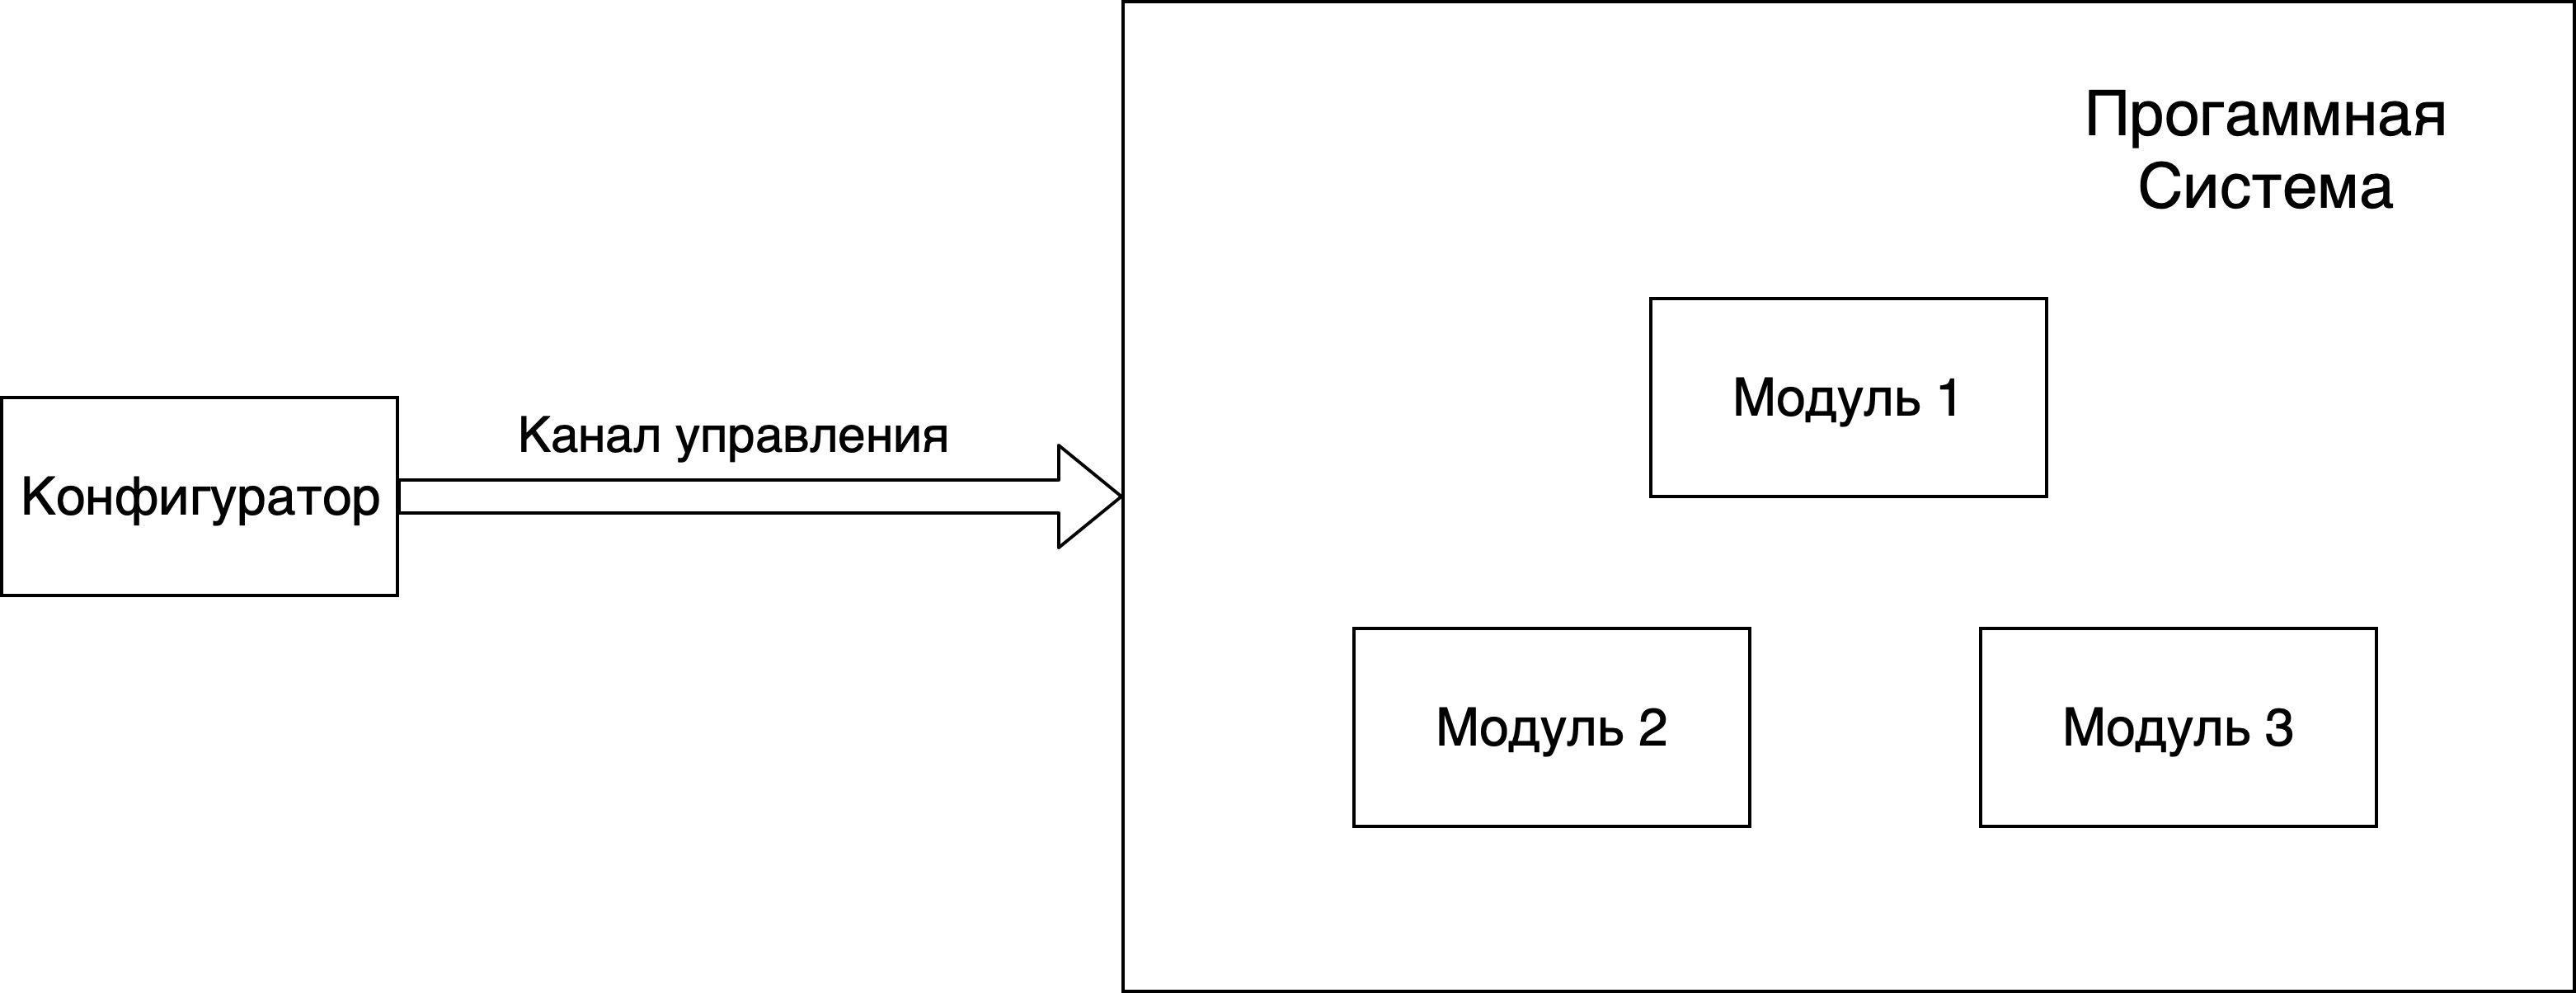 Прогаммная
Система
Модуль 1
Канал управления
Конфигуратор
Модуль 2
Модуль 3